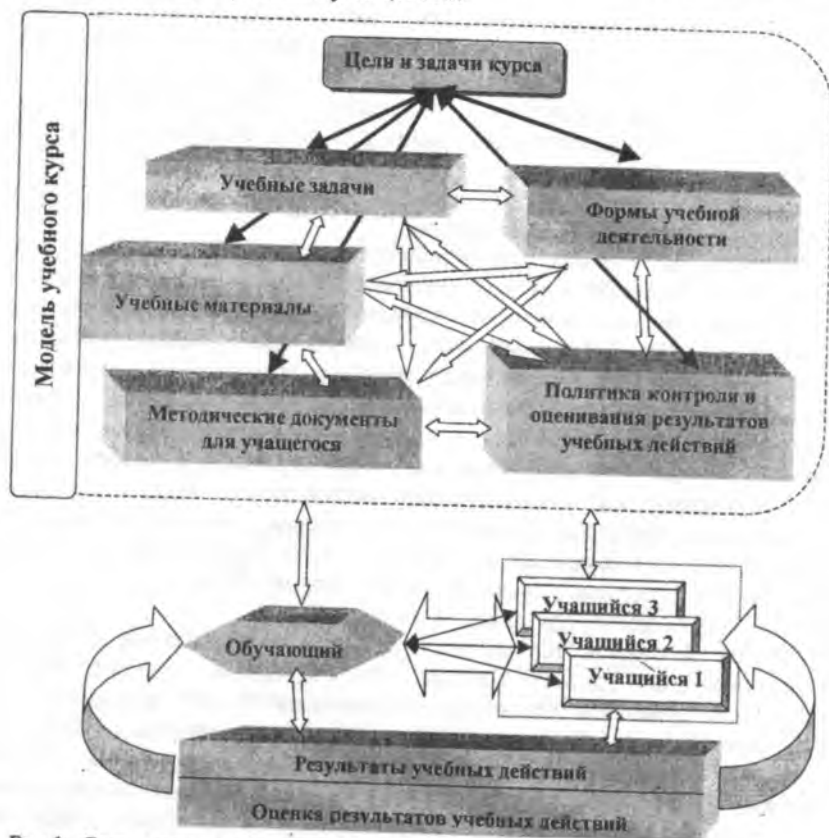 Модель учебного курса
Цели и задачи курса
Учебные задачи
Формы учебной
деятельности
Учебные материалы
Методические документы
для учащегося
Политика контроля и
оценивания результатов
учебных действий
Обучающий
Учащийся 3
Учащийся 2
Учащийся 1
Результаты учебных действий
Оценка результатов учебных действий